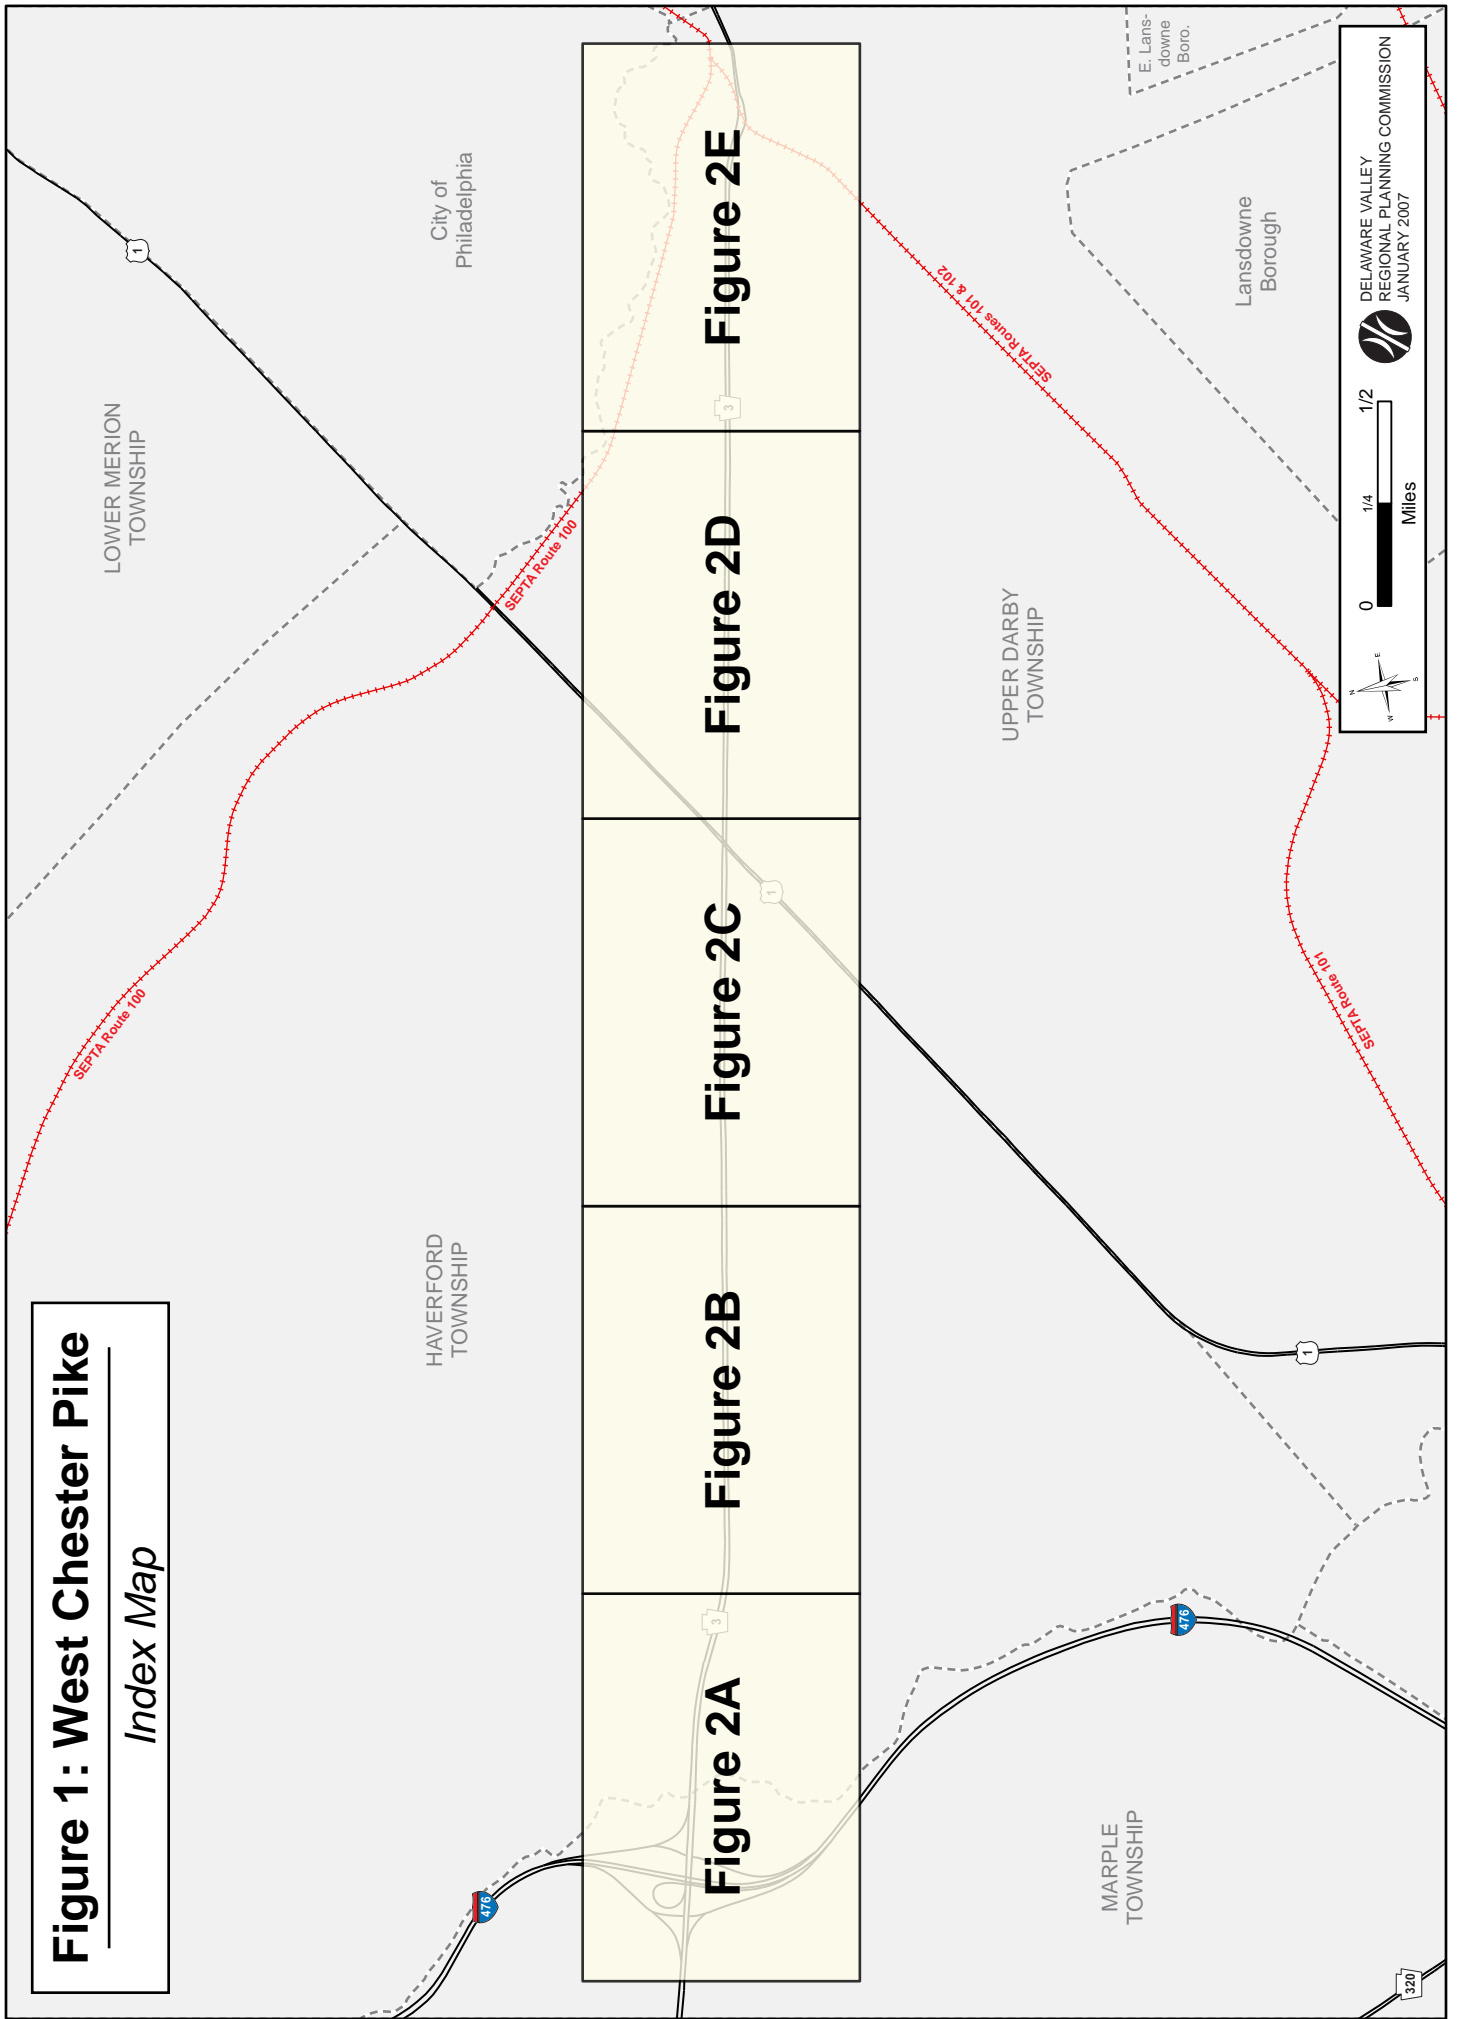 Figure 1: West Chester Pike
Index Map
LOWER MERION
TOWNSHIP
1
City of
Philadelphia
SEPTA Route 100
SEPTA Route 100
HAVERFORD
TOWNSHIP
476
Figure 2A
Figure 2B
Figure 2C
Figure 2D
Figure 2E
3
3
1
SEPTA Routes 101 & 102
UPPER DARBY
TOWNSHIP
E. Lans-
downe
Boro.
Lansdowne
Borough
SEPTA Route 101
1
476
MARPLE
TOWNSHIP
320
N
W
E
S
0
1/4
1/2
Miles
DELAWARE VALLEY
REGIONAL PLANNING COMMISSION
JANUARY 2007